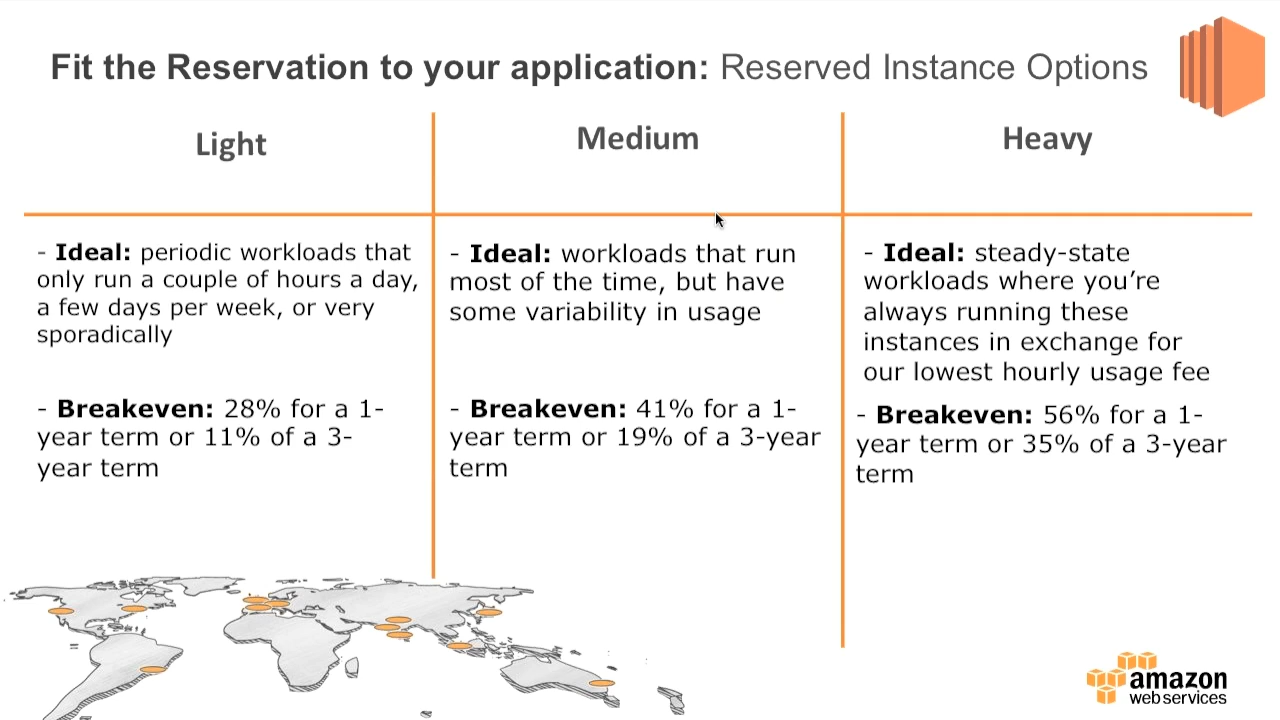 Fit the Reservation to your application: Reserved Instance Options
Light
- Ideal: periodic workloads that
only run a couple of hours a day,
a few days per week, or very
sporadically
- Breakeven: 28% for a 1-
year term or 11% of a 3-
year term
Medium
- Ideal: workloads that run
most of the time, but have
some variability in usage
- Breakeven: 41% for a 1-
year term or 19% of a 3-year
term
Heavy
- Ideal: steady-state
workloads where you’re
always running these
instances in exchange for
our lowest hourly usage fee
- Breakeven: 56% for a 1-
year term or 35% of a 3-year
term
amazon
webservices